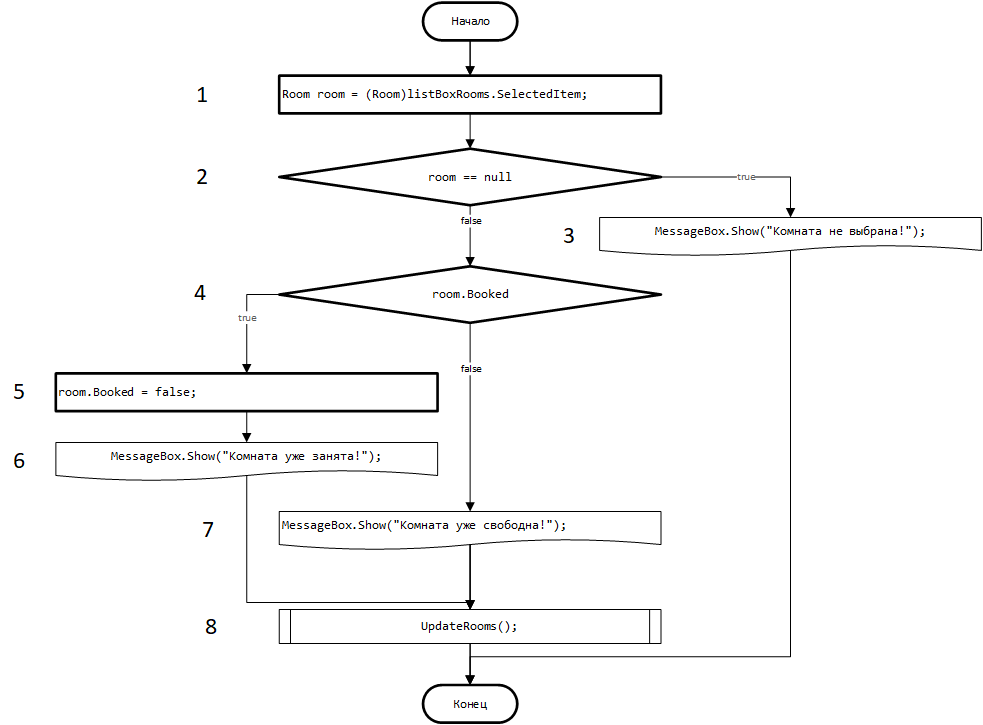 Начало
1
Room room = (Room)listBoxRooms.SelectedItem;
2
room == null
true
false
3
MessageBox.Show("Комната не выбрана!");
4
room.Booked
true
false
5
room.Booked = false;
6
MessageBox.Show("Комната уже занята!");
7
MessageBox.Show("Комната уже свободна!");
8
UpdateRooms();
Конец